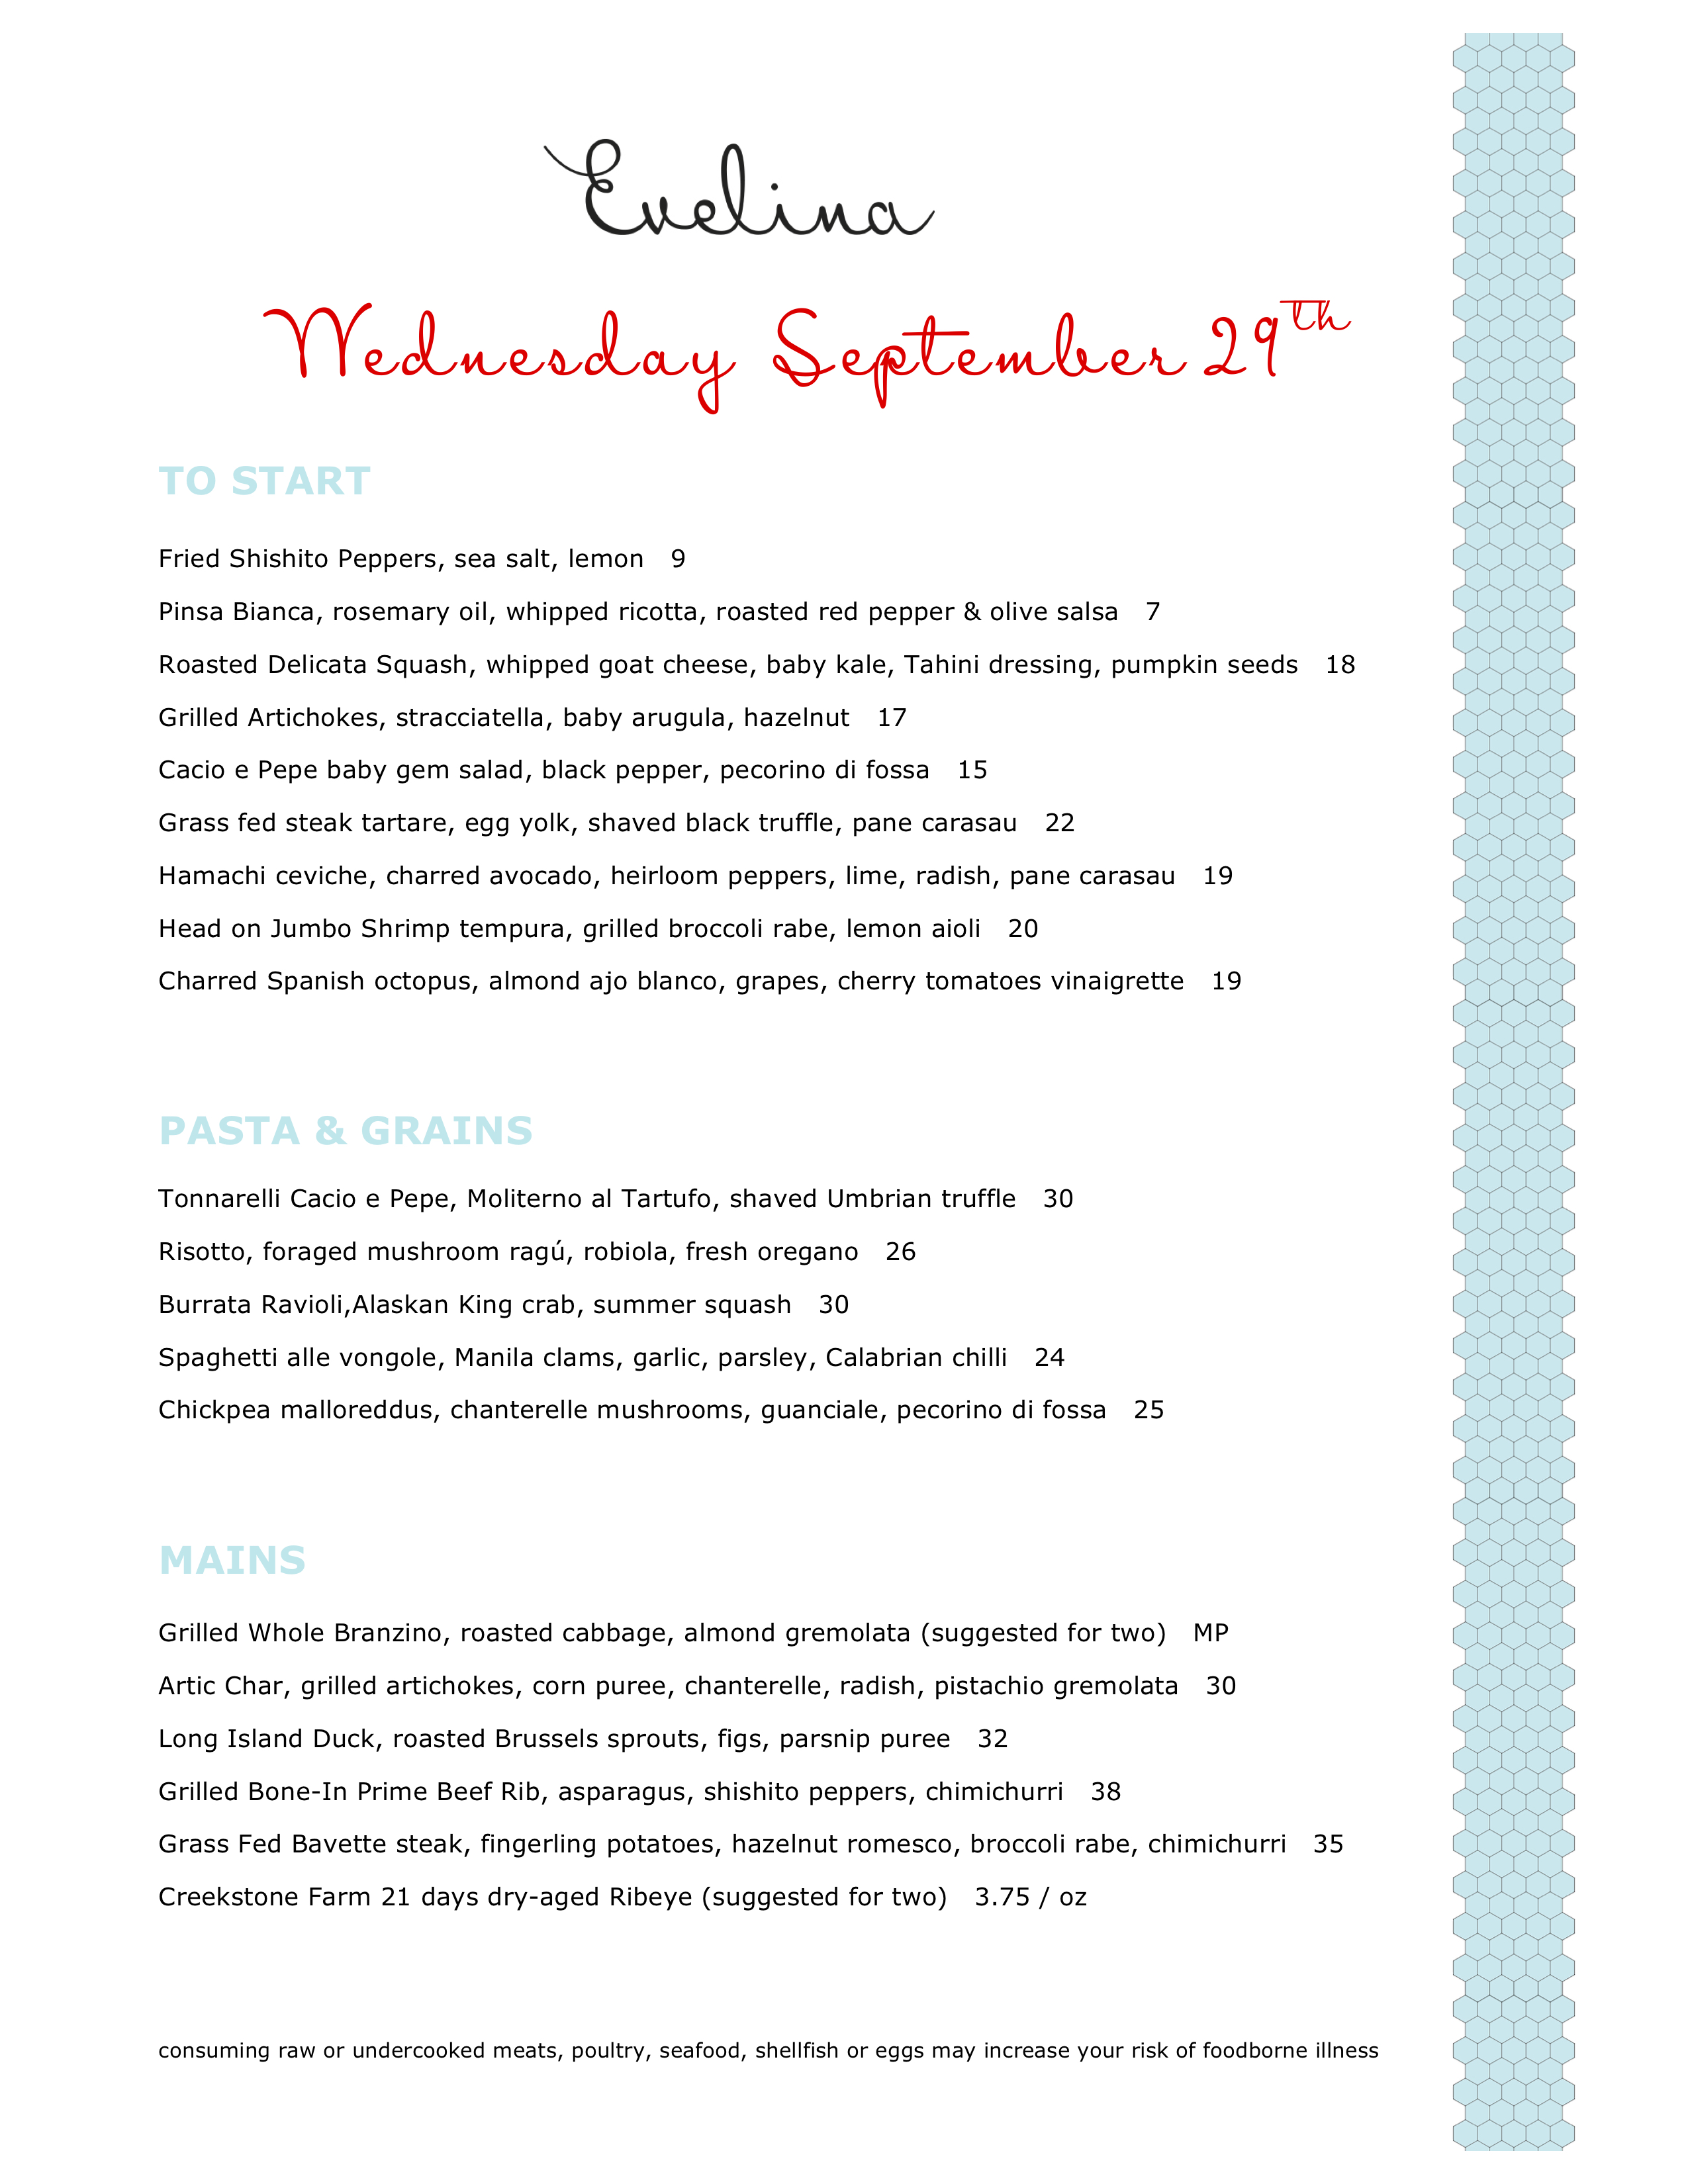 Evelina
Wednesday September 29th
TO START
Fried Shishito Peppers, sea salt, lemon 9
Pinsa Bianca, rosemary oil, whipped ricotta, roasted red pepper & olive salsa 7
Roasted Delicata Squash, whipped goat cheese, baby kale, Tahini dressing, pumpkin seeds 18
Grilled Artichokes, stracciatella, baby arugula, hazelnut 17
Cacio e Pepe baby gem salad, black pepper, pecorino di fossa 15
Grass fed steak tartare, egg yolk, shaved black truffle, pane carasau 22
Hamachi ceviche, charred avocado, heirloom peppers, lime, radish, pane carasau 19
Head on Jumbo Shrimp tempura, grilled broccoli rabe, lemon aioli 20
Charred Spanish octopus, almond ajo blanco, grapes, cherry tomatoes vinaigrette 19
PASTA & GRAINS
Tonnarelli Cacio e Pepe, Moliterno al Tartufo, shaved Umbrian truffle 30
Risotto, foraged mushroom ragú, robiola, fresh oregano 26
Burrata Ravioli,Alaskan King crab, summer squash 30
Spaghetti alle vongole, Manila clams, garlic, parsley, Calabrian chilli 24
Chickpea malloreddus, chanterelle mushrooms, guanciale, pecorino di fossa 25
MAINS
Grilled Whole Branzino, roasted cabbage, almond gremolata (suggested for two) MP
Artic Char, grilled artichokes, corn puree, chanterelle, radish, pistachio gremolata 30
Long Island Duck, roasted Brussels sprouts, figs, parsnip puree 32
Grilled Bone-In Prime Beef Rib, asparagus, shishito peppers, chimichurri 38
Grass Fed Bavette steak, fingerling potatoes, hazelnut romesco, broccoli rabe, chimichurri 35
Creekstone Farm 21 days dry-aged Ribeye (suggested for two) 3.75 / oz
consuming raw or undercooked meats, poultry, seafood, shellfish or eggs may increase your risk of foodborne illness